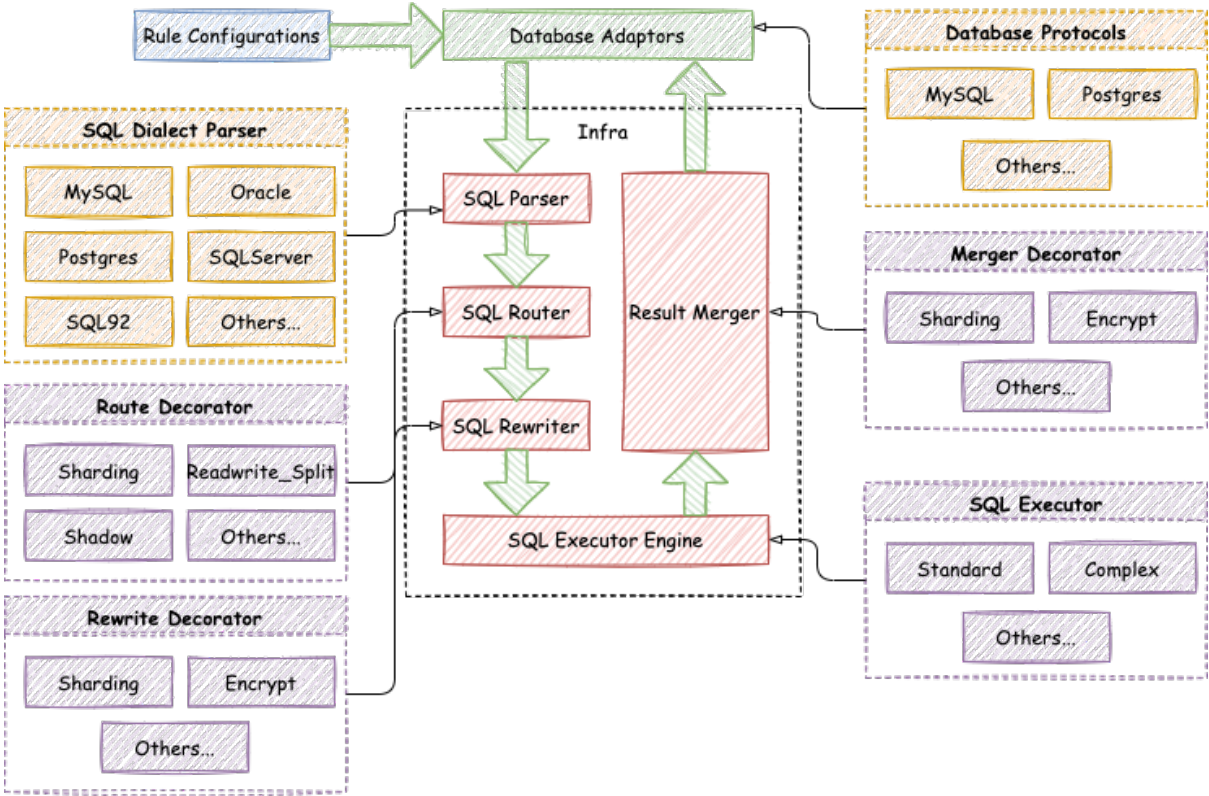 Rule Configurations
Database Adaptors
Database Protocols
MySQL
Postgres
Others...
SQL Dialect Parser
MySQL
Oracle
Postgres
SQLServer
SQL92
Others...
Infra
SQL Parser
SQL Router
SQL Rewriter
Result Merger
SQL Executor Engine
Merger Decorator
Sharding
Encrypt
Others...
Route Decorator
Sharding
Readwrite_Split
Shadow
Others...
SQL Executor
Standard
Complex
Others...
Rewrite Decorator
Sharding
Encrypt
Others...